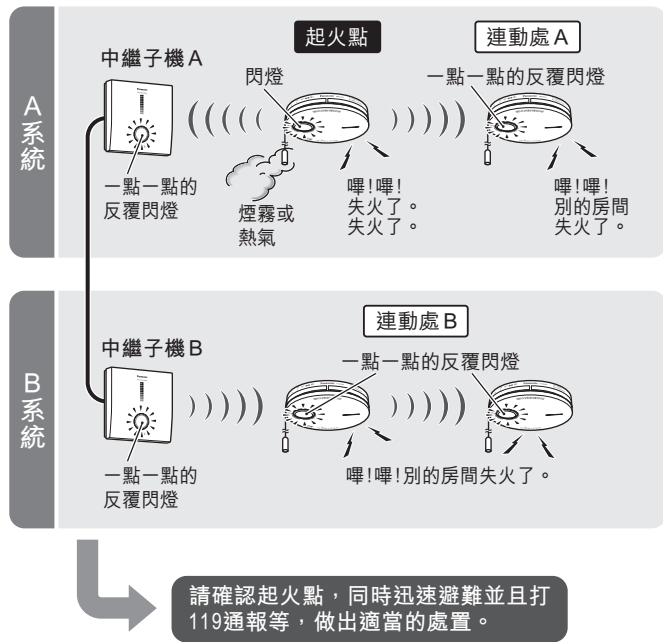 起火點
連動處A
中繼子機A
閃燈
一點一點的反覆閃燈
A系統
一點一點的
反覆閃燈
煙霧或
熱氣
嗶!嗶!
失火了。
失火了。
嗶!嗶!
別的房間
失火了。
連動處B
中繼子機B
一點一點的反覆閃燈
B系統
一點一點的
反覆閃燈
嗶!嗶!別的房間失火了。
請確認起火點，同時迅速避難並且打
119通報等，做出適當的處置。